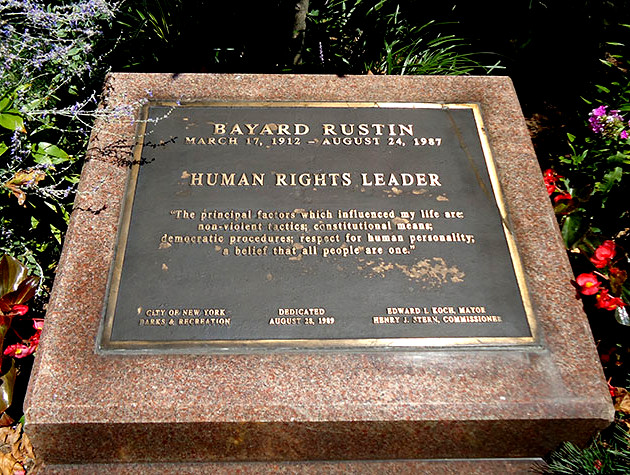 BAYARD RUSTIN
MARCH 17, 1912 – AUGUST 24, 1987
HUMAN RIGHTS LEADER
"The principal factors which influenced my life are:
non-violent tactics; constitutional means;
democratic procedures; respect for human personality;
a belief that all people are one."
CITY OF NEW YORK
PARKS & RECREATION
DEDICATED
AUGUST 28, 1989
EDWARD I. KOCH, MAYOR
HENRY J. STERN, COMMISSIONER